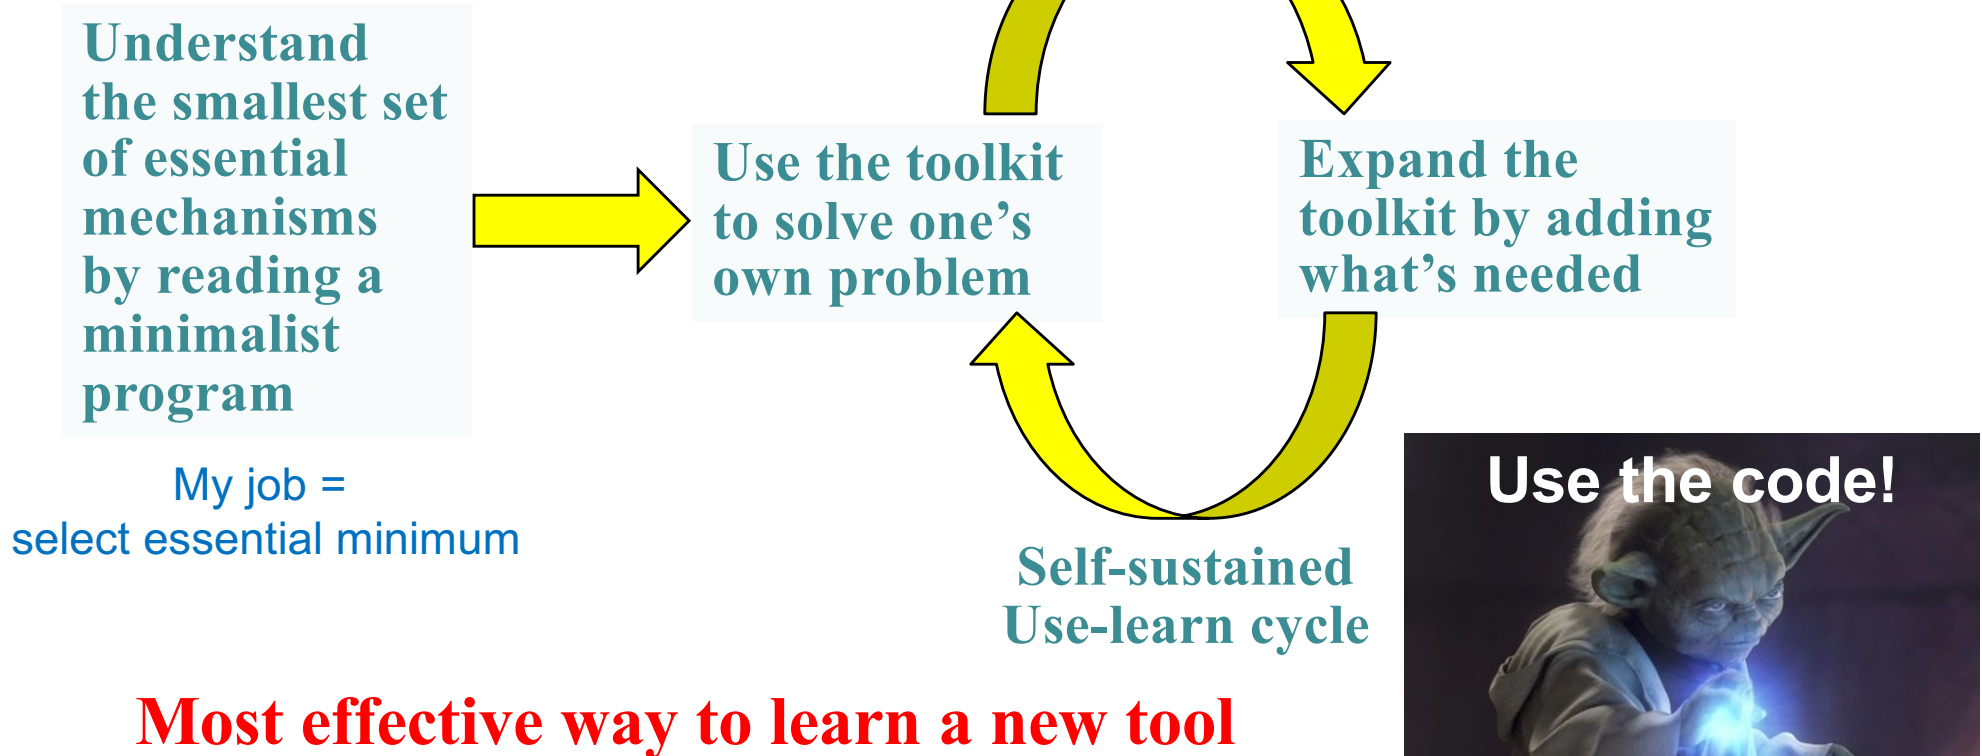 Understand
the smallest set
of essential
mechanisms
by reading a
minimalist
program
My job =
select essential minimum
Use the toolkit
to solve one’s
own problem
Expand the
toolkit by adding
what’s needed
Self-sustained
Use-learn cycle
Use the code!
Most effective way to learn a new tool